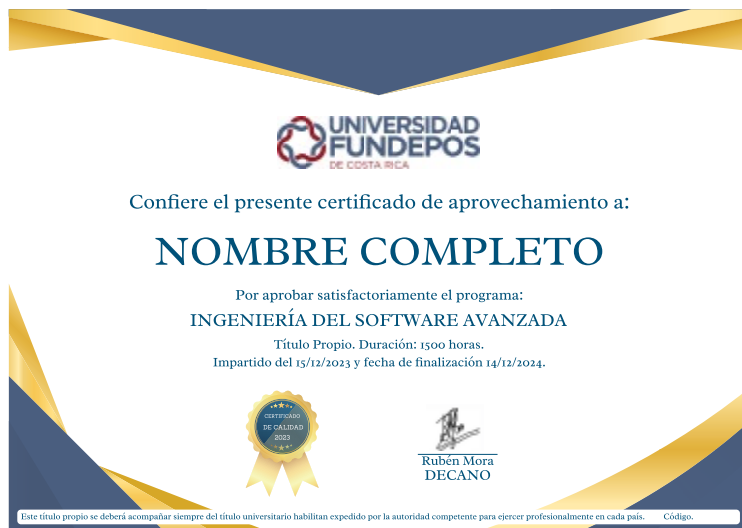 UNIVERSIDAD
FUNDEPOS
DE COSTA RICA
Confiere el presente certificado de aprovechamiento a:
NOMBRE COMPLETO
Por aprobar satisfactoriamente el programa:
INGENIERÍA DEL SOFTWARE AVANZADA
Título Propio. Duración: 1500 horas.
Impartido del 15/12/2023 y fecha de finalización 14/12/2024.
CERTIFICADO
DE CALIDAD
2023
Rubén Mora
DECANO
Este título propio se deberá acompañar siempre del título universitario habilitan expedido por la autoridad competente para ejercer profesionalmente en cada país. Código.